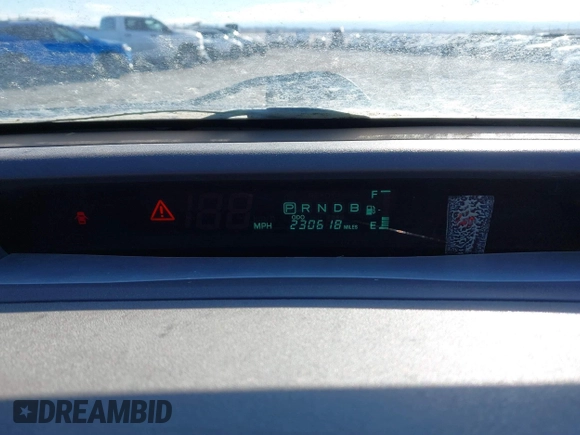 F
P R N D B
ODO
MPH 230618 MILES E
DREAMBID